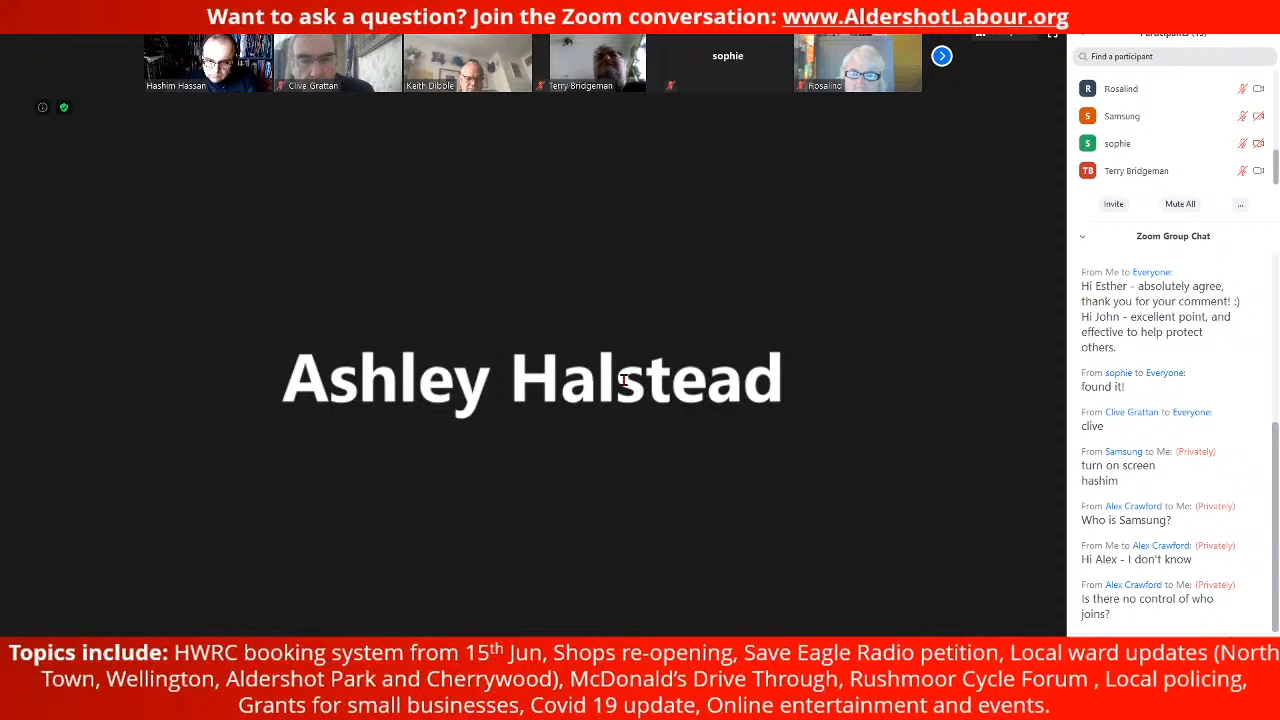 Want to ask a question? Join the Zoom conversation: www.AldershotLabour.org
Hashim Hassan
Clive Grattan
Keith Dibble
Terry Bridgeman
sophie
Rosalind
Find a participant
R Rosalind
S Samsung
S sophie
TB Terry Bridgeman
Invite Mute All ...
Zoom Group Chat
From Me to Everyone:
Hi Esther - absolutely agree,
thank you for your comment! :)
Hi John - excellent point, and
effective to help protect
others.
From sophie to Everyone:
found it!
From Clive Grattan to Everyone:
clive
From Samsung to Me: (Privately)
turn on screen
hashim
From Alex Crawford to Me: (Privately)
Who is Samsung?
From Me to Alex Crawford: (Privately)
Hi Alex - I don't know
From Alex Crawford to Me: (Privately)
Is there no control of who
joins?
Ashley Halstead
Topics include: HWRC booking system from 15th Jun, Shops re-opening, Save Eagle Radio petition, Local ward updates (North
Town, Wellington, Aldershot Park and Cherrywood), McDonald's Drive Through, Rushmoor Cycle Forum , Local policing,
Grants for small businesses, Covid 19 update, Online entertainment and events.